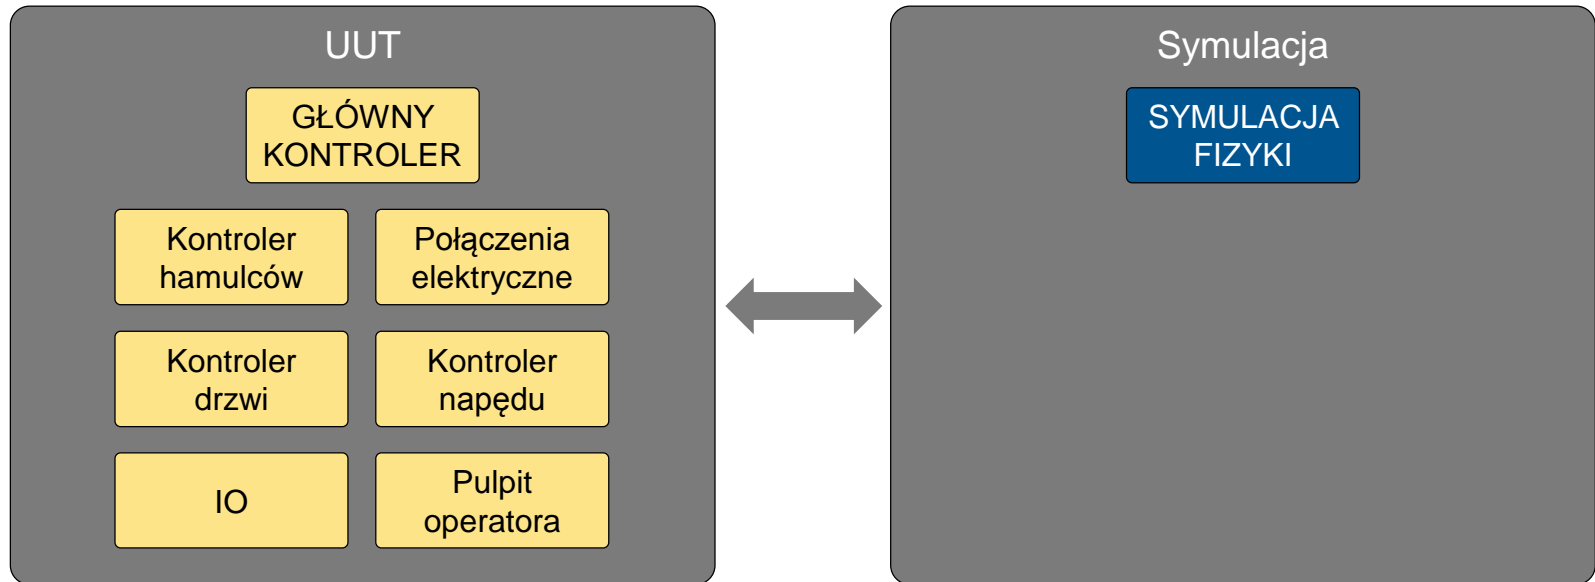 UUT
GŁÓWNY
KONTROLER
Kontroler
hamulców
Połączenia
elektryczne
Kontroler
drzwi
Kontroler
napędu
IO
Pulpit
operatora
Symulacja
SYMULACJA
FIZYKI